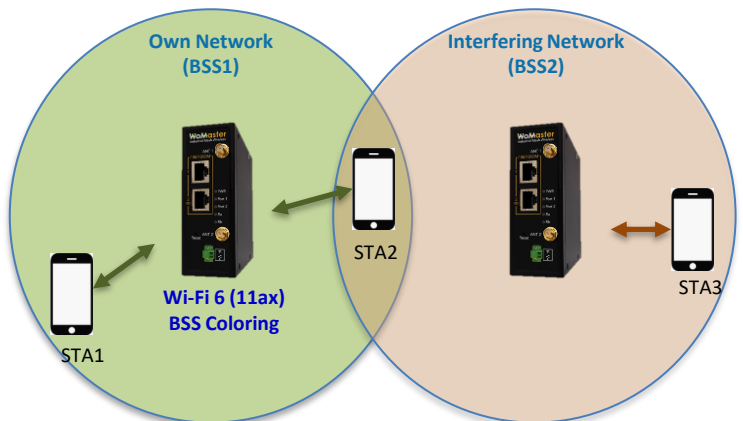 Own Network
(BSS1)
Interfering Network
(BSS2)
WoMaster
WoMaster
STA2
STA3
Wi-Fi 6 (11ax)
BSS Coloring
STA1